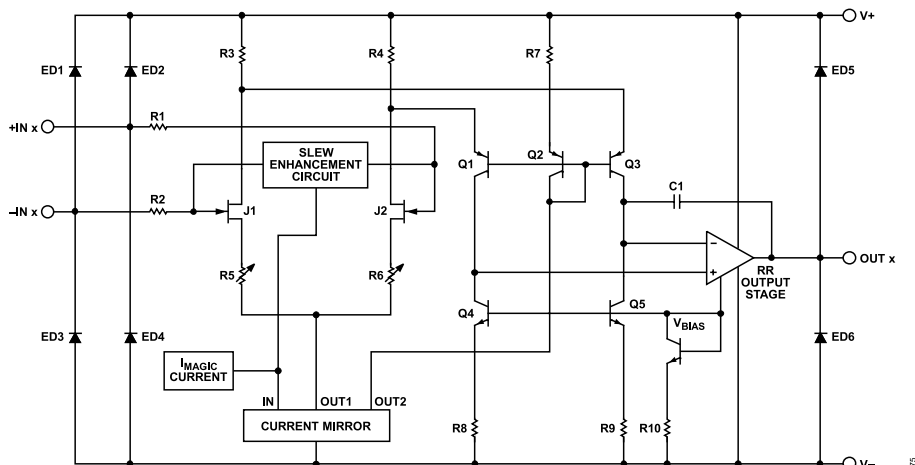 V+
R3
R4
R7
ED1
ED2
ED5
+IN x
R1
SLEW
ENHANCEMENT
CIRCUIT
Q1
Q2
Q3
C1
–IN x
R2
J1
J2
–
+
OUT x
RR
OUTPUT
STAGE
R5
R6
Q4
Q5
VBIAS
ED3
ED4
ED6
IMAGIC
CURRENT
IN
OUT1
OUT2
CURRENT MIRROR
R8
R9
R10
V–